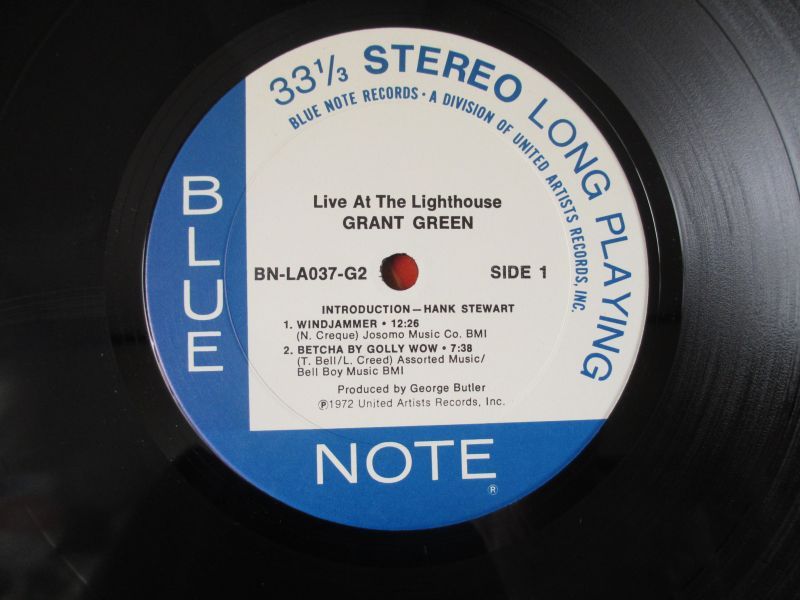 33⅓ STEREO LONG PLAYING
BLUE NOTE RECORDS • A DIVISION OF UNITED ARTISTS RECORDS, INC.
BLUE
Live At The Lighthouse
GRANT GREEN
BN-LA037-G2 SIDE 1
INTRODUCTION—HANK STEWART
1. WINDJAMMER • 12:26
(N. Creque) Josomo Music Co. BMI
2. BETCHA BY GOLLY WOW • 7:38
(T. Bell/L. Creed) Assorted Music/
Bell Boy Music BMI
Produced by George Butler
℗1972 United Artists Records, Inc.
NOTE
®